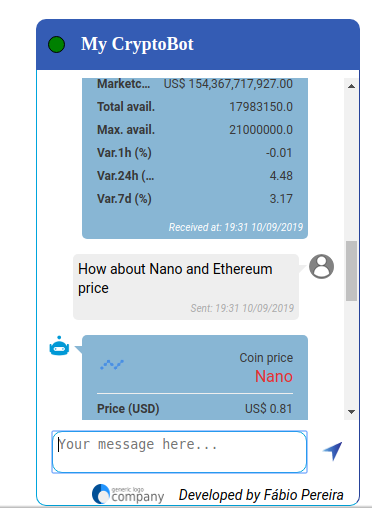 My CryptoBot
Marketc... US$ 154,367,717,927.00
Total avail. 17983150.0
Max. avail. 21000000.0
Var.1h (%) -0.01
Var.24h (... 4.48
Var.7d (%) 3.17
Received at: 19:31 10/09/2019
How about Nano and Ethereum
price
Sent: 19:31 10/09/2019
Coin price
Nano
Price (USD) US$ 0.81
Your message here...
generic logo
company
Developed by Fábio Pereira